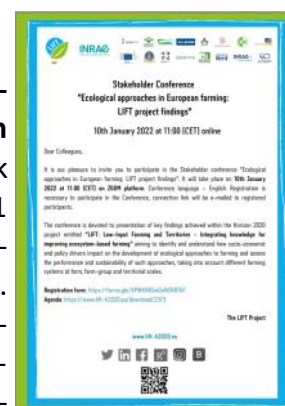 LIFT
INRAE
Stakeholder Conference
"Ecological approaches in European farming:
LIFT project findings"
10th January 2022 at 11:00 (CET) online
Dear Colleagues,
It is our pleasure to invite you to participate in the Stakeholder conference "Ecological
approaches in European farming: LIFT project findings". It will take place on 10th January
2022 at 11:00 (CET) on ZOOM platform. Conference language – English. Registration is
necessary to participate in the Conference, connection link will be e-mailed to registered
participants.
The conference is devoted to presentation of key findings achieved within the Horizon 2020
project entitled "LIFT: Low-Input Farming and Territories – Integrating knowledge for
improving ecosystem-based farming" aiming to identify and understand how socio-economic
and policy drivers impact on the development of ecological approaches to farming and assess
the performance and sustainability of such approaches, taking into account different farming
systems at farm, farm-group and territorial scales.
Registration form:
Agenda:
The LIFT Project
www.lift-h2020.eu